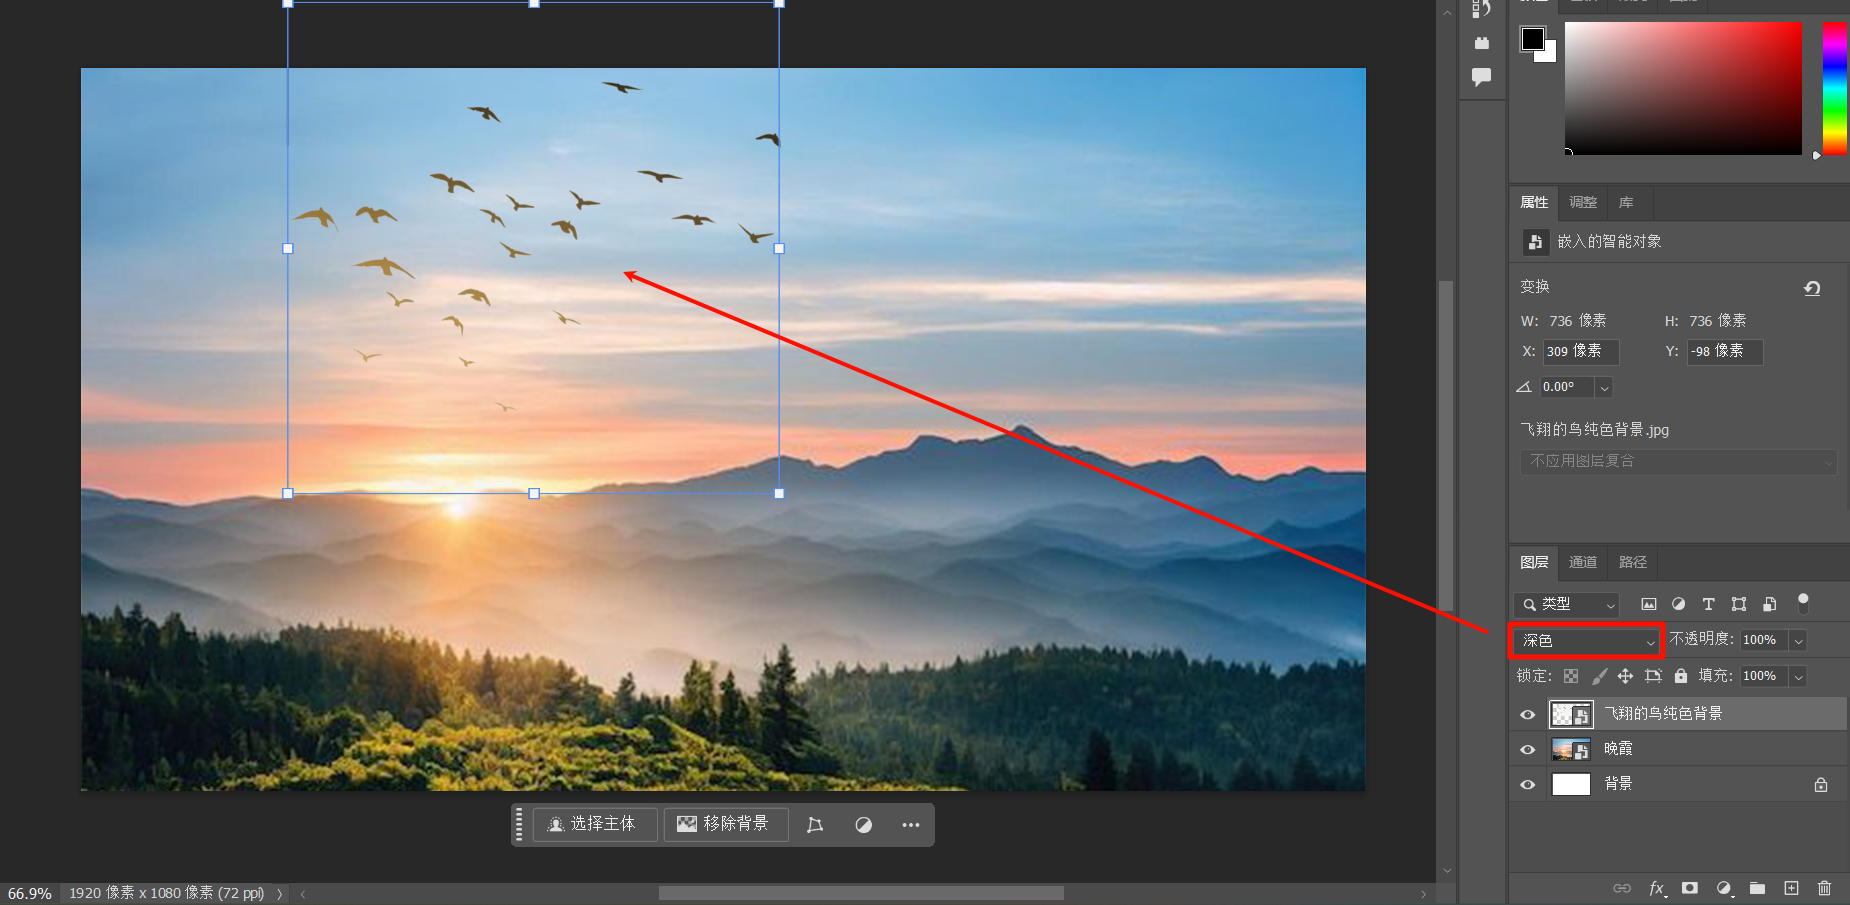 属性 调整 库
嵌入的智能对象
变换
W: 736 像素 H: 736 像素
X: 309 像素 Y: -98 像素
0.00°
飞翔的鸟纯色背景.jpg
不应用图层复合
图层 通道 路径
类型
深色 不透明度: 100%
锁定: 填充: 100%
飞翔的鸟纯色背景
晚霞
背景
选择主体 移除背景
66.9% 1920 像素 x 1080 像素 (72 ppi)
fx